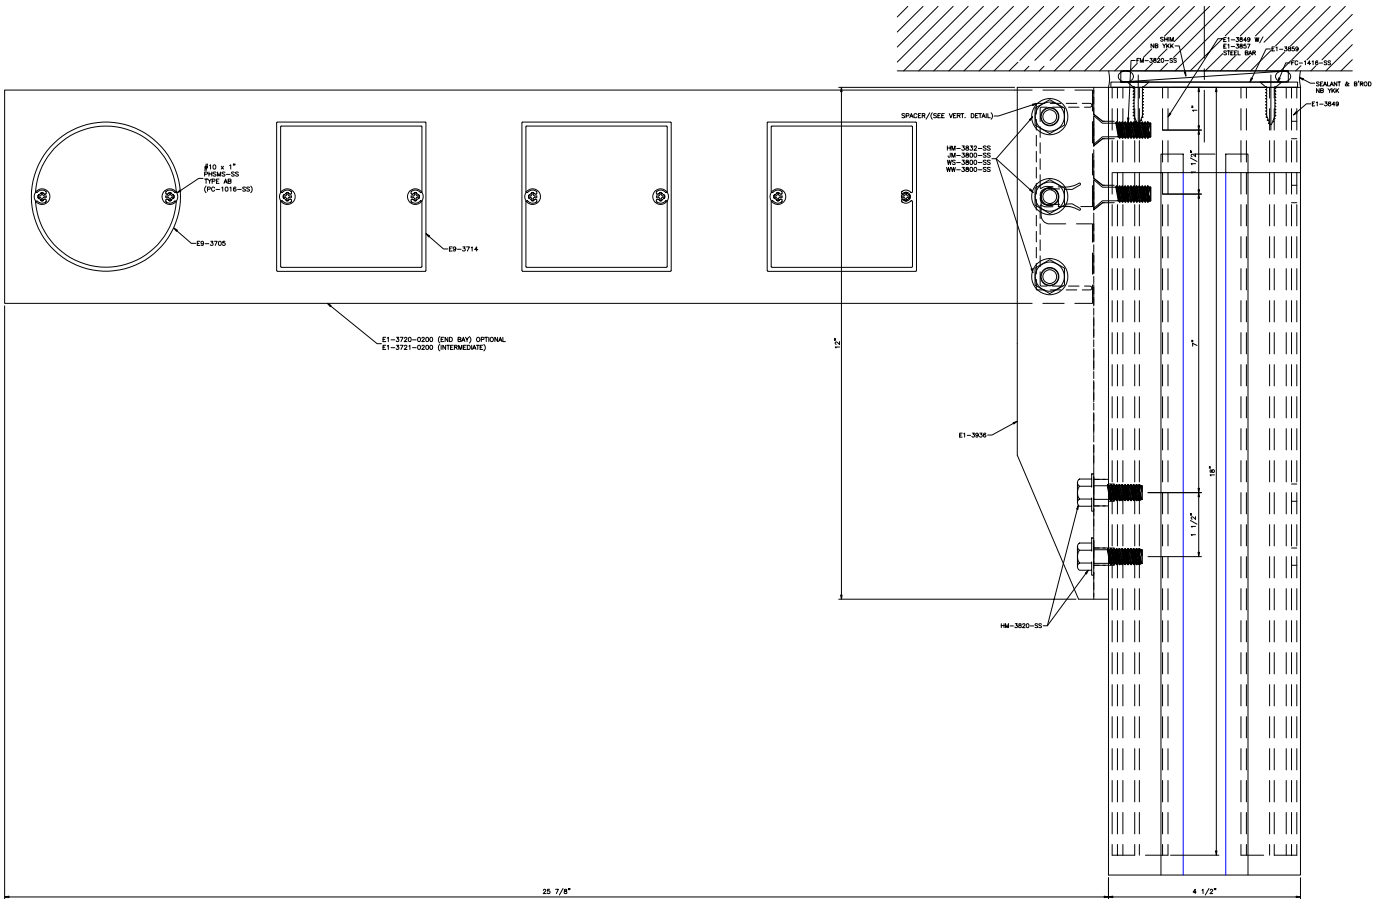 SHIM,
NB YKK
FM-3820-SS
E1-3849 W/
E1-3857
STEEL BAR
E1-3859
FC-1416-SS
SEALANT & B'ROD
NB YKK
E1-3849
SPACER/(SEE VERT. DETAIL)
HM-3832-SS
JM-3800-SS
WS-3800-SS
WW-3800-SS
1"
1 1/2"
#10 x 1"
PHSMS-SS
TYPE AB
(PC-1016-SS)
E9-3705
E9-3714
E1-3720-0200 (END BAY) OPTIONAL
E1-3721-0200 (INTERMEDIATE)
12"
7"
E1-3936
18"
1 1/2"
HM-3820-SS
25 7/8"
4 1/2"